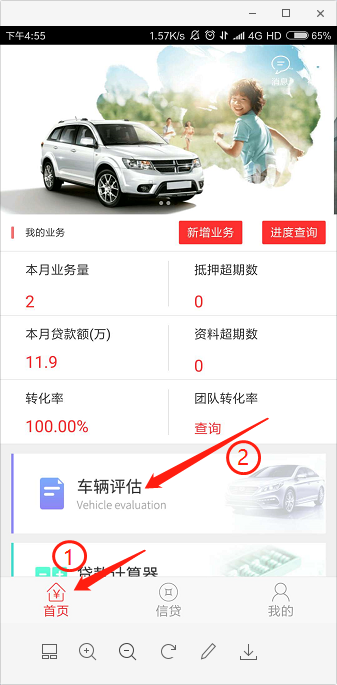 下午4:55
1.57K/s 4G HD 65%
消息
我的业务 新增业务 进度查询
本月业务量 抵押超期数
2 0
本月贷款额(万) 资料超期数
11.9 0
转化率 团队转化率
100.00% 查询
②
车辆评估
Vehicle evaluation
①
贷款计算器
首页 信贷 我的